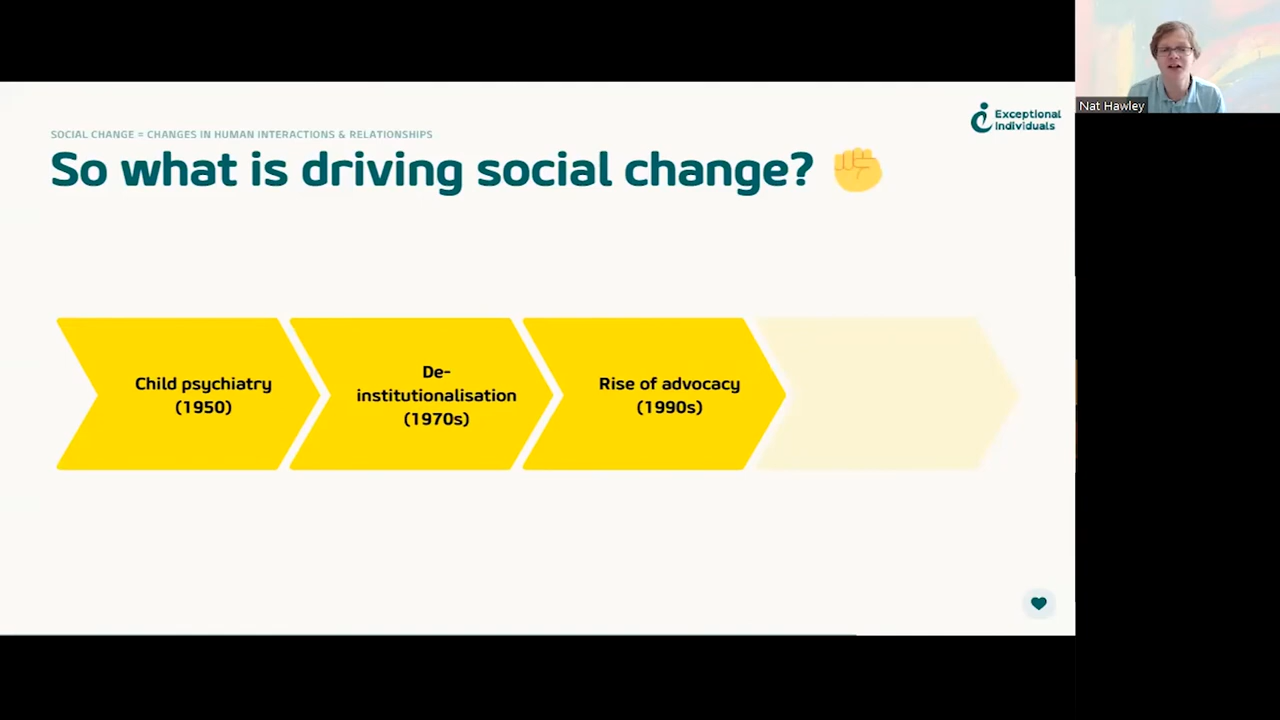 SOCIAL CHANGE = CHANGES IN HUMAN INTERACTIONS & RELATIONSHIPS
So what is driving social change?
Exceptional
Individuals
Nat Hawley
Child psychiatry
(1950)
De-
institutionalisation
(1970s)
Rise of advocacy
(1990s)